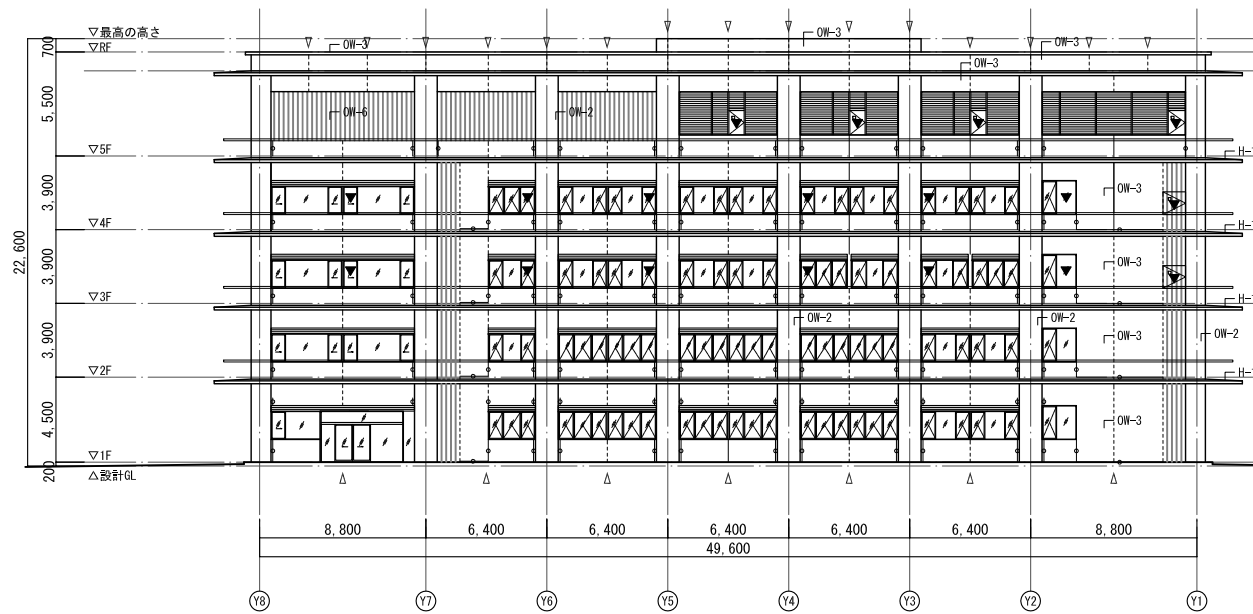 ▽最高の高さ
▽RF
700
OW-3
OW-3
OW-3
OW-3
5,500
OW-6
OW-2
▽5F
H-1
3,900
OW-3
▽4F
H-1
22,600
3,900
OW-3
▽3F
H-1
OW-2
OW-2
3,900
OW-3
OW-2
▽2F
H-1
4,500
OW-3
▽1F
200
△設計GL
8,800
6,400
6,400
6,400
6,400
6,400
8,800
49,600
Y8
Y7
Y6
Y5
Y4
Y3
Y2
Y1